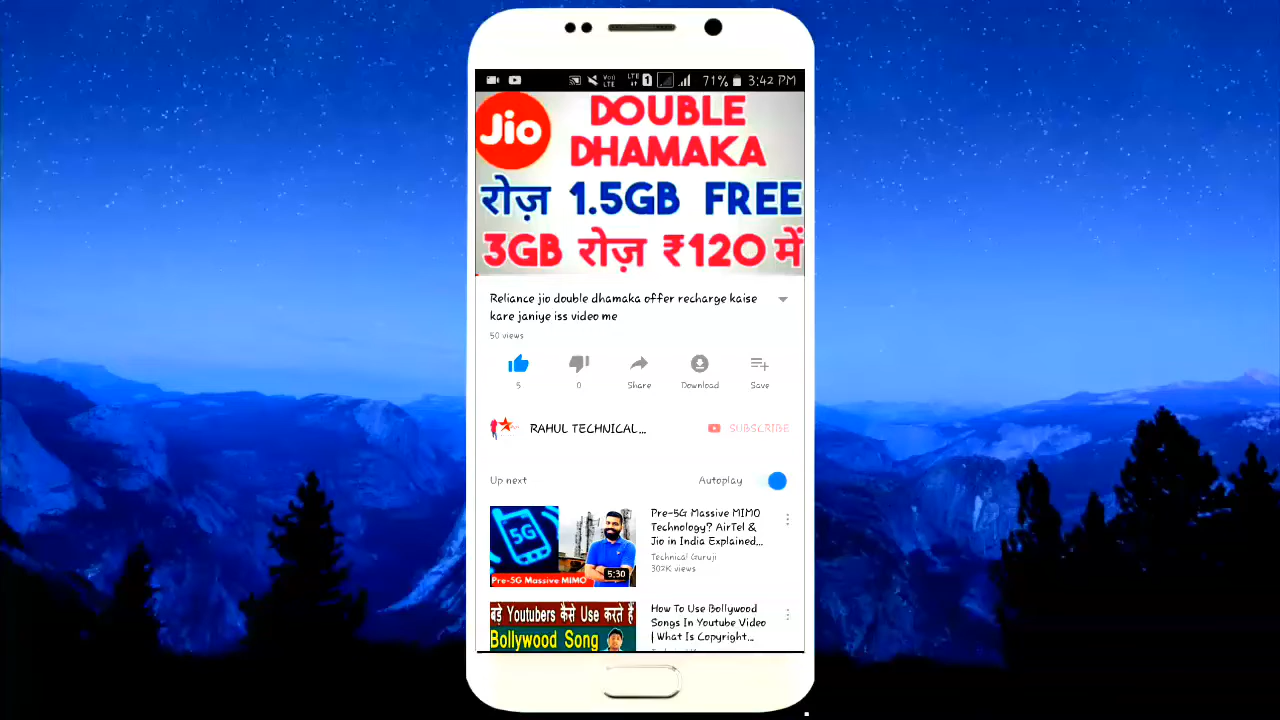 VoLTE LTE 1 71% 3:42 PM
Jio
DOUBLE
DHAMAKA
रोज़ 1.5GB FREE
3GB रोज़ ₹120 में
Reliance jio double dhamaka offer recharge kaise
kare janiye iss video me
50 views
5 0 Share Download Save
RAHUL TECHNICAL... SUBSCRIBE
Up next Autoplay
5G
Pre-5G Massive MIMO
5:30
Pre-5G Massive MIMO
Technology? AirTel &
Jio in India Explained...
Technical Guruji
302K views
बड़े Youtubers कैसे Use करते हैं
Bollywood Song
How To Use Bollywood
Songs In Youtube Video
| What Is Copyright...